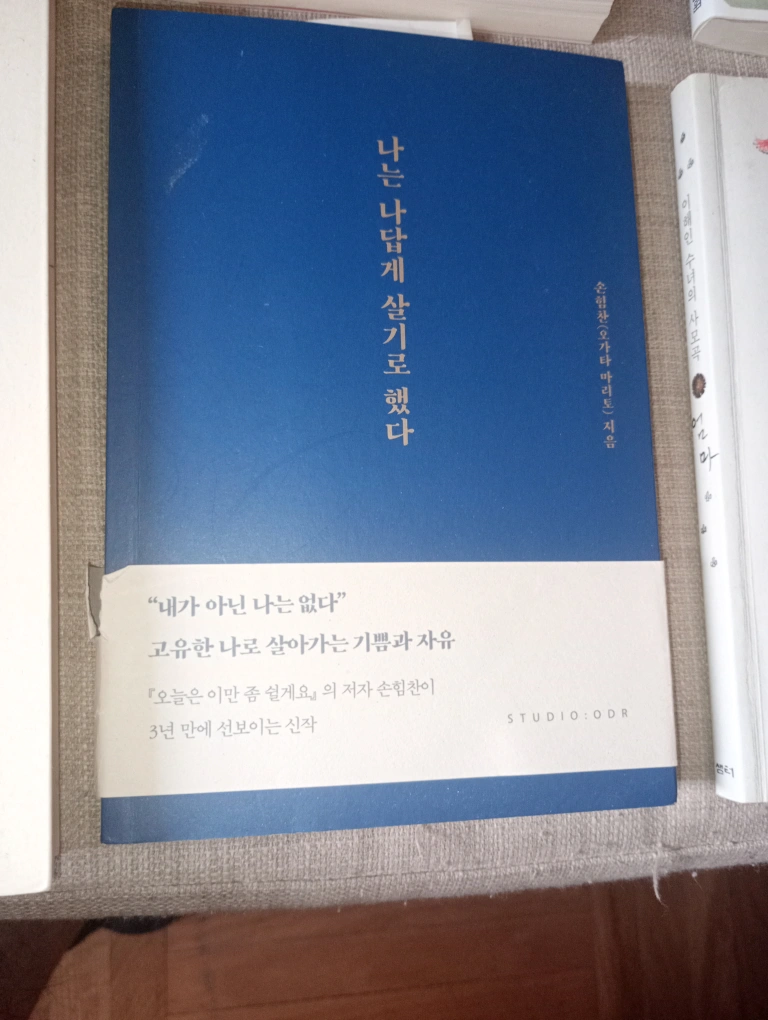 나는 나답게 살기로 했다
손힘찬(오가타 마리토) 지음
“내가 아닌 나는 없다”
고유한 나로 살아가는 기쁨과 자유
『오늘은 이만 좀 쉴게요』의 저자 손힘찬이
3년 만에 선보이는 신작
STUDIO:ODR
이해인 수녀의 사모곡
엄마
샘터